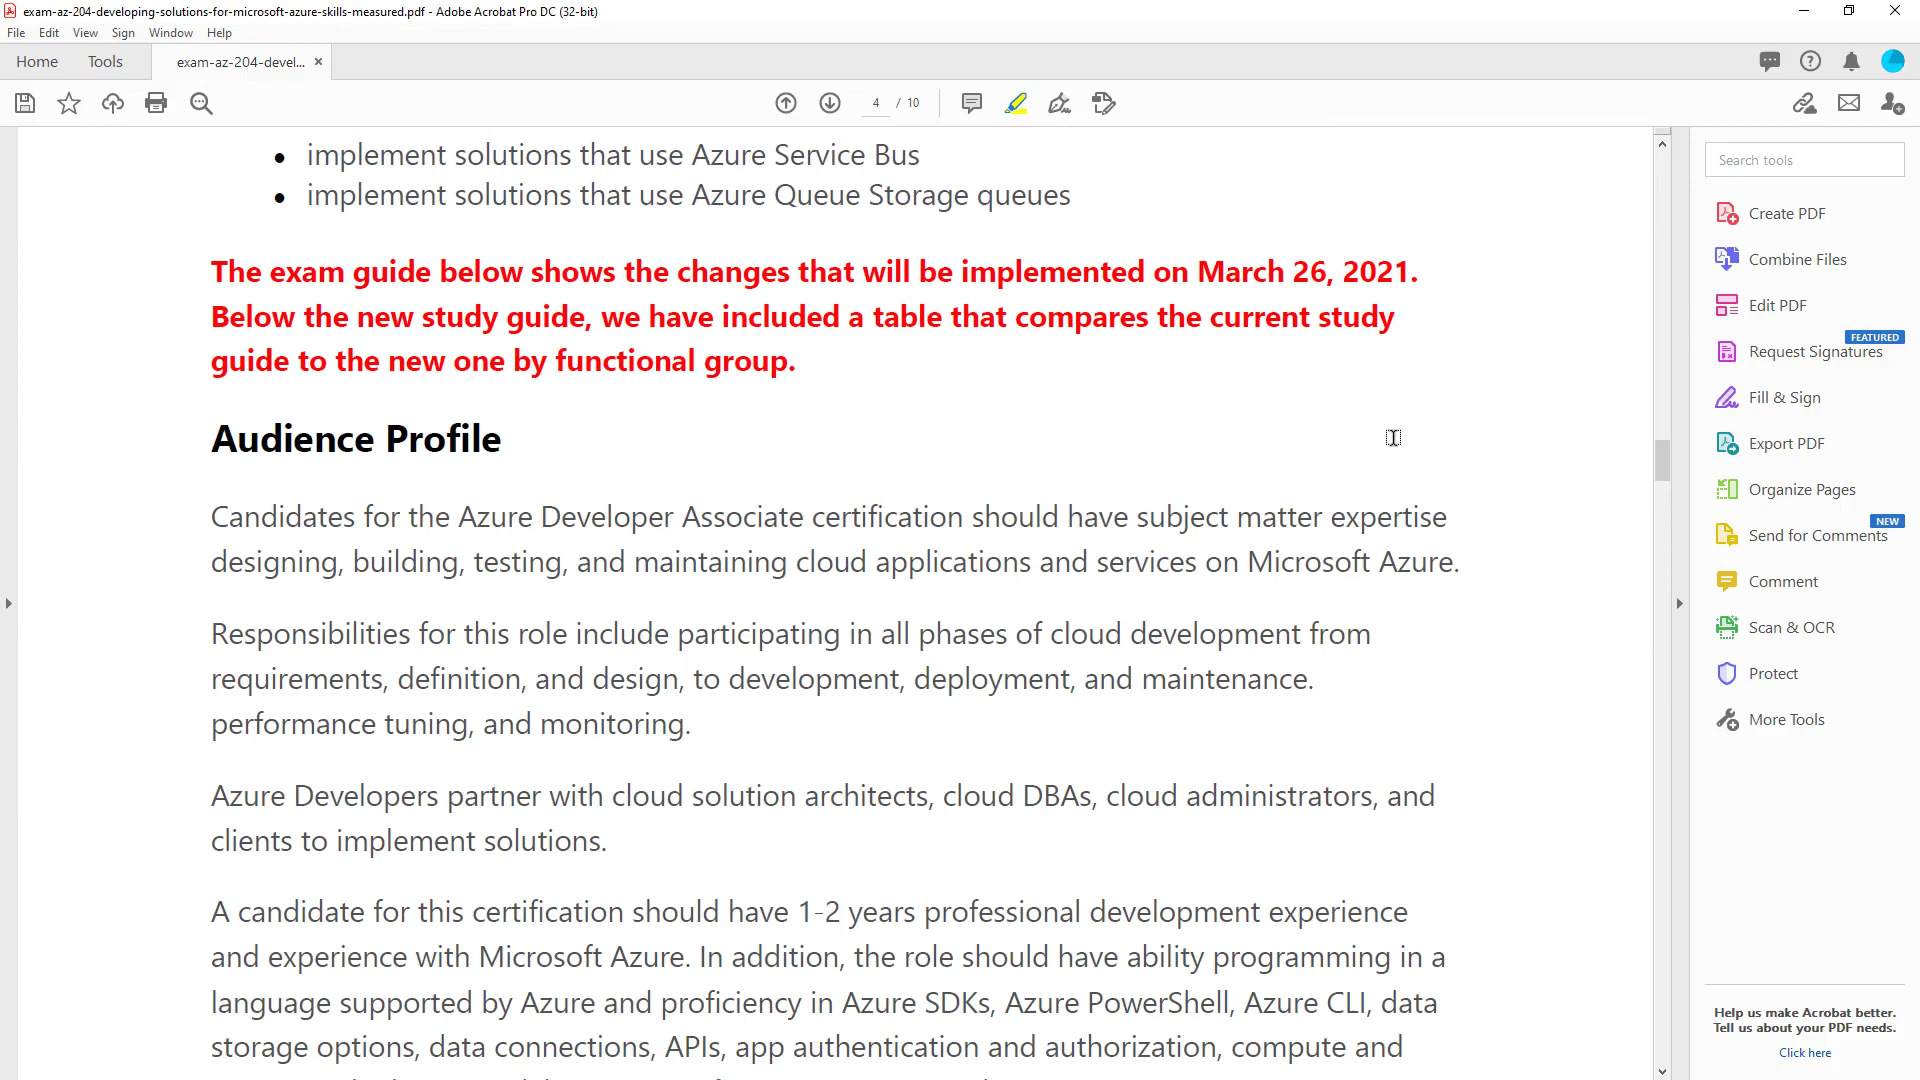 exam-az-204-developing-solutions-for-microsoft-azure-skills-measured.pdf - Adobe Acrobat Pro DC (32-bit)
File Edit View Sign Window Help
Home Tools exam-az-204-devel... ×
4 / 10
• implement solutions that use Azure Service Bus
• implement solutions that use Azure Queue Storage queues
The exam guide below shows the changes that will be implemented on March 26, 2021.
Below the new study guide, we have included a table that compares the current study
guide to the new one by functional group.
Audience Profile
Candidates for the Azure Developer Associate certification should have subject matter expertise
designing, building, testing, and maintaining cloud applications and services on Microsoft Azure.
Responsibilities for this role include participating in all phases of cloud development from
requirements, definition, and design, to development, deployment, and maintenance.
performance tuning, and monitoring.
Azure Developers partner with cloud solution architects, cloud DBAs, cloud administrators, and
clients to implement solutions.
A candidate for this certification should have 1-2 years professional development experience
and experience with Microsoft Azure. In addition, the role should have ability programming in a
language supported by Azure and proficiency in Azure SDKs, Azure PowerShell, Azure CLI, data
storage options, data connections, APIs, app authentication and authorization, compute and
Search tools
Create PDF
Combine Files
Edit PDF
FEATURED
Request Signatures
Fill & Sign
Export PDF
Organize Pages
NEW
Send for Comments
Comment
Scan & OCR
Protect
More Tools
Help us make Acrobat better.
Tell us about your PDF needs.
Click here